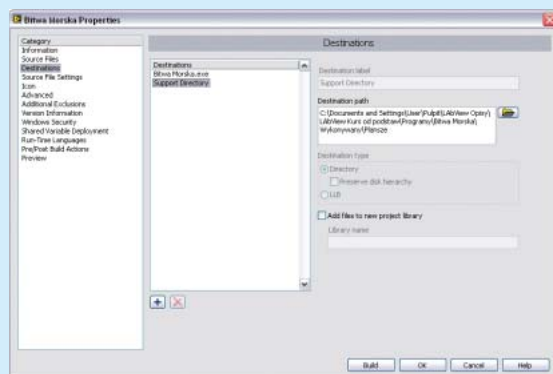 Bitwa Morska Properties
Category
Information
Source Files
Destinations
Source File Settings
Icon
Advanced
Additional Exclusions
Version Information
Windows Security
Shared Variable Deployment
Run-Time Languages
Pre/Post Build Actions
Preview
Destinations
Destinations
Bitwa Morska.exe
Support Directory
Destination label
Support Directory
Destination path
C:\Documents and Settings\User\Pulpit\LabView Opisy\
LabView Kurs od podstaw\Programy\Bitwa Morska\
Wykonywany\Plansze
Destination type
Directory
Preserve disk hierarchy
LLB
Add files to new project library
Library name
Build
OK
Cancel
Help